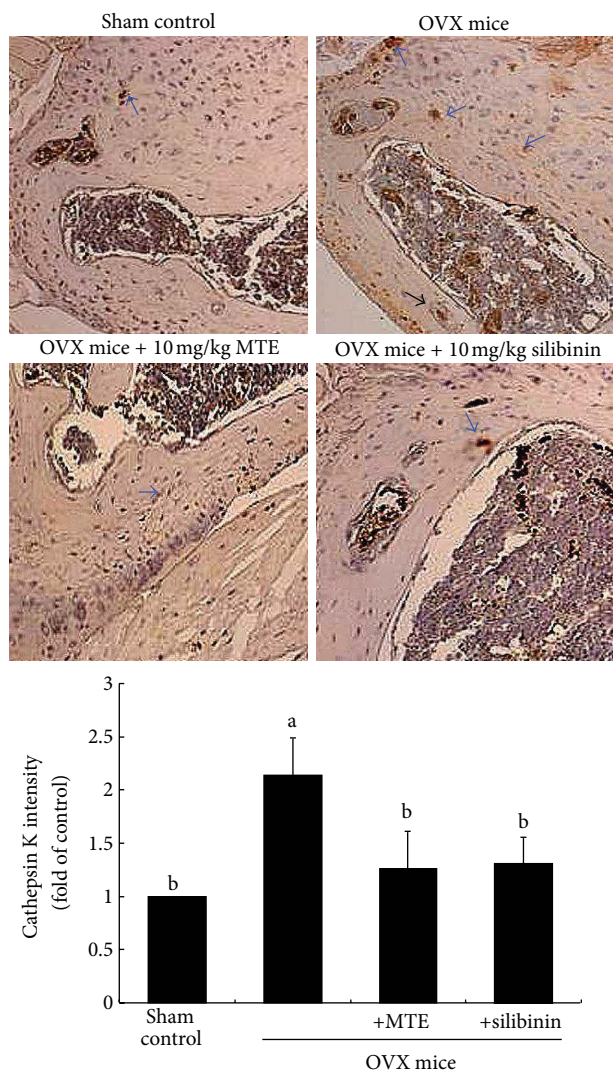 Sham control
OVX mice
OVX mice + 10 mg/kg MTE
OVX mice + 10 mg/kg silibinin
3
2.5
2
1.5
1
0.5
0
Cathepsin K intensity
(fold of control)
b
a
b
b
Sham
control
+MTE
+silibinin
OVX mice